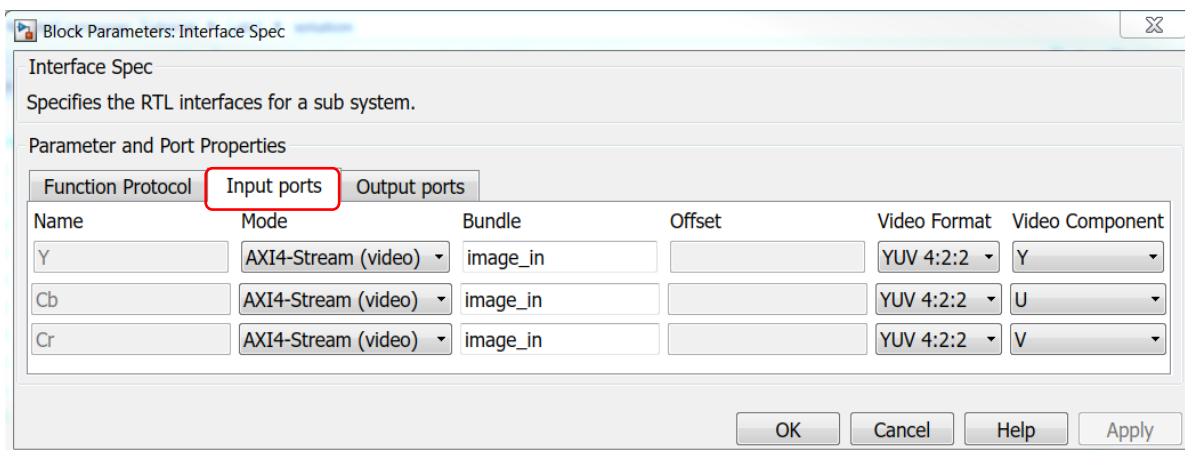 Block Parameters: Interface Spec
Interface Spec
Specifies the RTL interfaces for a sub system.
Parameter and Port Properties
Function Protocol Input ports Output ports
Name Mode Bundle Offset Video Format Video Component
Y AXI4-Stream (video) image_in YUV 4:2:2 Y
Cb AXI4-Stream (video) image_in YUV 4:2:2 U
Cr AXI4-Stream (video) image_in YUV 4:2:2 V
OK Cancel Help Apply